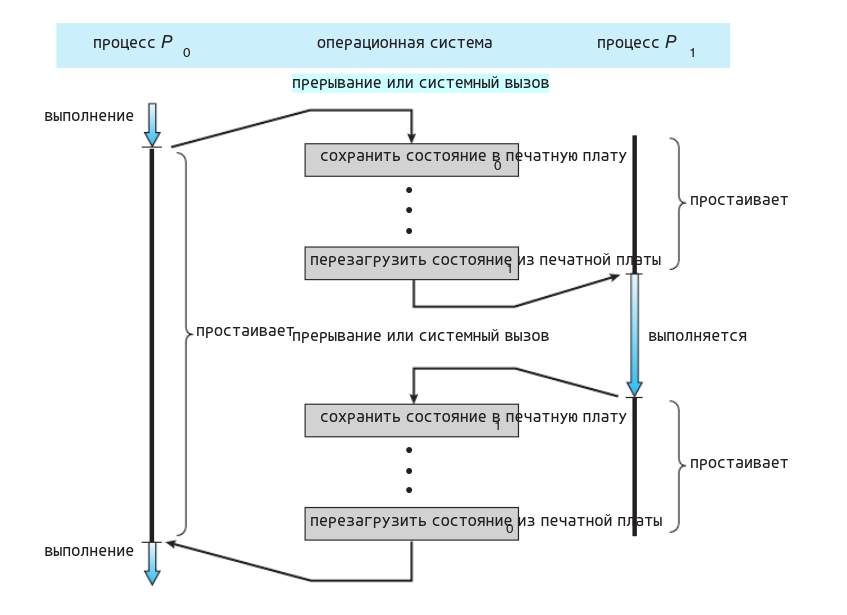 процесс P 0 операционная система процесс P 1
прерывание или системный вызов
выполнение
сохранить состояние в печатную плату 0
простаивает
перезагрузить состояние из печатной платы 1
простаивает
прерывание или системный вызов
выполняется
сохранить состояние в печатную плату 1
простаивает
перезагрузить состояние из печатной платы 0
выполнение